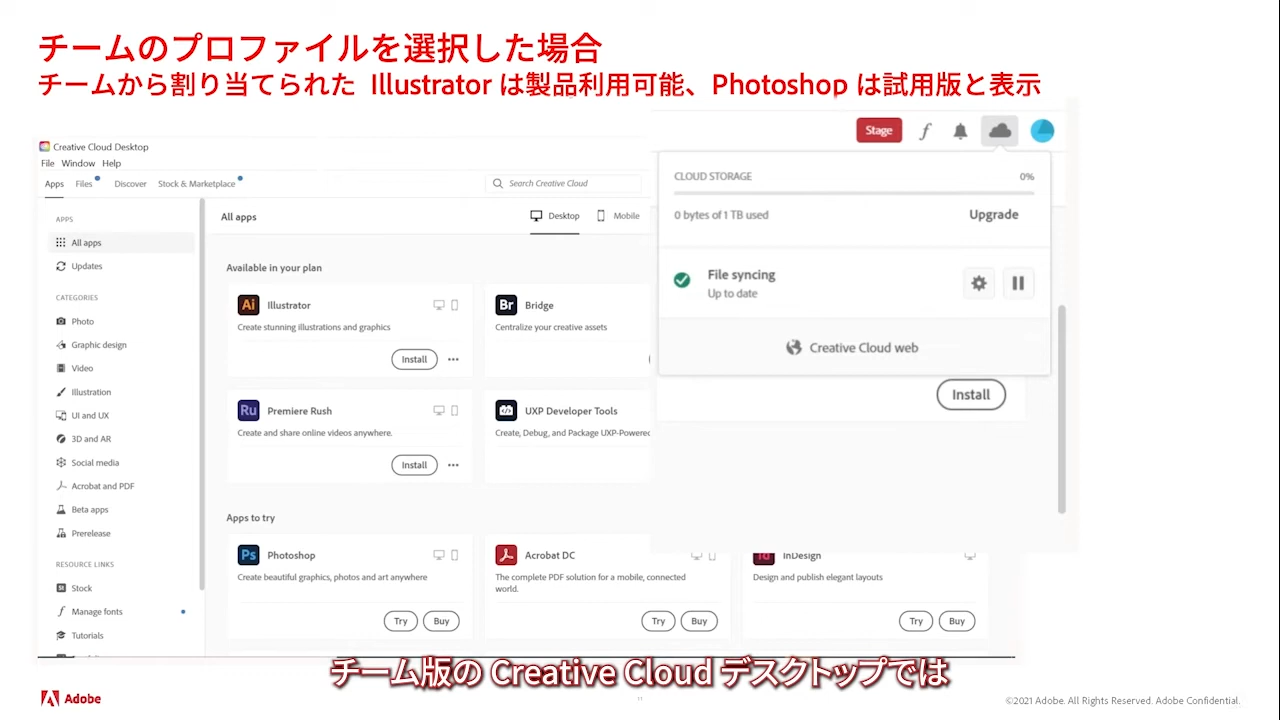 チームのプロファイルを選択した場合
チームから割り当てられた Illustrator は製品利用可能、Photoshop は試用版と表示
Creative Cloud Desktop
File Window Help
Apps Files Discover Stock & Marketplace
Search Creative Cloud
Stage
CLOUD STORAGE 0%
0 bytes of 1 TB used Upgrade
File syncing
Up to date
Creative Cloud web
Install
APPS
All apps
Updates
CATEGORIES
Photo
Graphic design
Video
Illustration
UI and UX
3D and AR
Social media
Acrobat and PDF
Beta apps
Prerelease
RESOURCE LINKS
Stock
Manage fonts
Tutorials
All apps
Desktop Mobile
Available in your plan
Ai Illustrator
Create stunning illustrations and graphics
Install
Br Bridge
Centralize your creative assets
Ru Premiere Rush
Create and share online videos anywhere.
Install
UXP Developer Tools
Create, Debug, and Package UXP-Powere
Apps to try
Ps Photoshop
Create beautiful graphics, photos and art anywhere
Try Buy
Acrobat DC
The complete PDF solution for a mobile, connected
world.
Try Buy
Id InDesign
Design and publish elegant layouts
Try Buy
チーム版の Creative Cloud デスクトップでは
Adobe
©2021 Adobe. All Rights Reserved. Adobe Confidential.